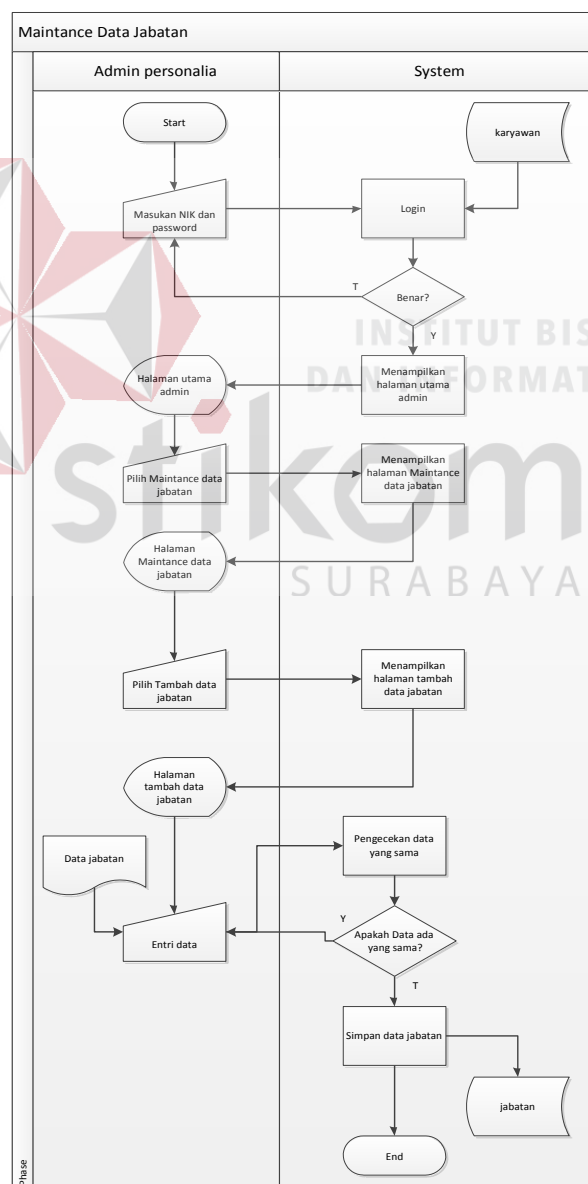 Maintance Data Jabatan
Admin personalia
System
Start
karyawan
Masukan NIK dan
password
Login
T
Benar?
Y
INSTITUT BIS
DAN INFORMAT
Halaman utama
admin
Menampilkan
halaman utama
admin
stikom
Pilih Maintance data
jabatan
Menampilkan
halaman Maintance
data jabatan
Halaman
Maintance data
jabatan
SURABAYA
Pilih Tambah data
jabatan
Menampilkan
halaman tambah
data jabatan
Halaman
tambah data
jabatan
Data jabatan
Pengecekan data
yang sama
Entri data
Y
Apakah Data ada
yang sama?
T
Simpan data jabatan
jabatan
End
Phase